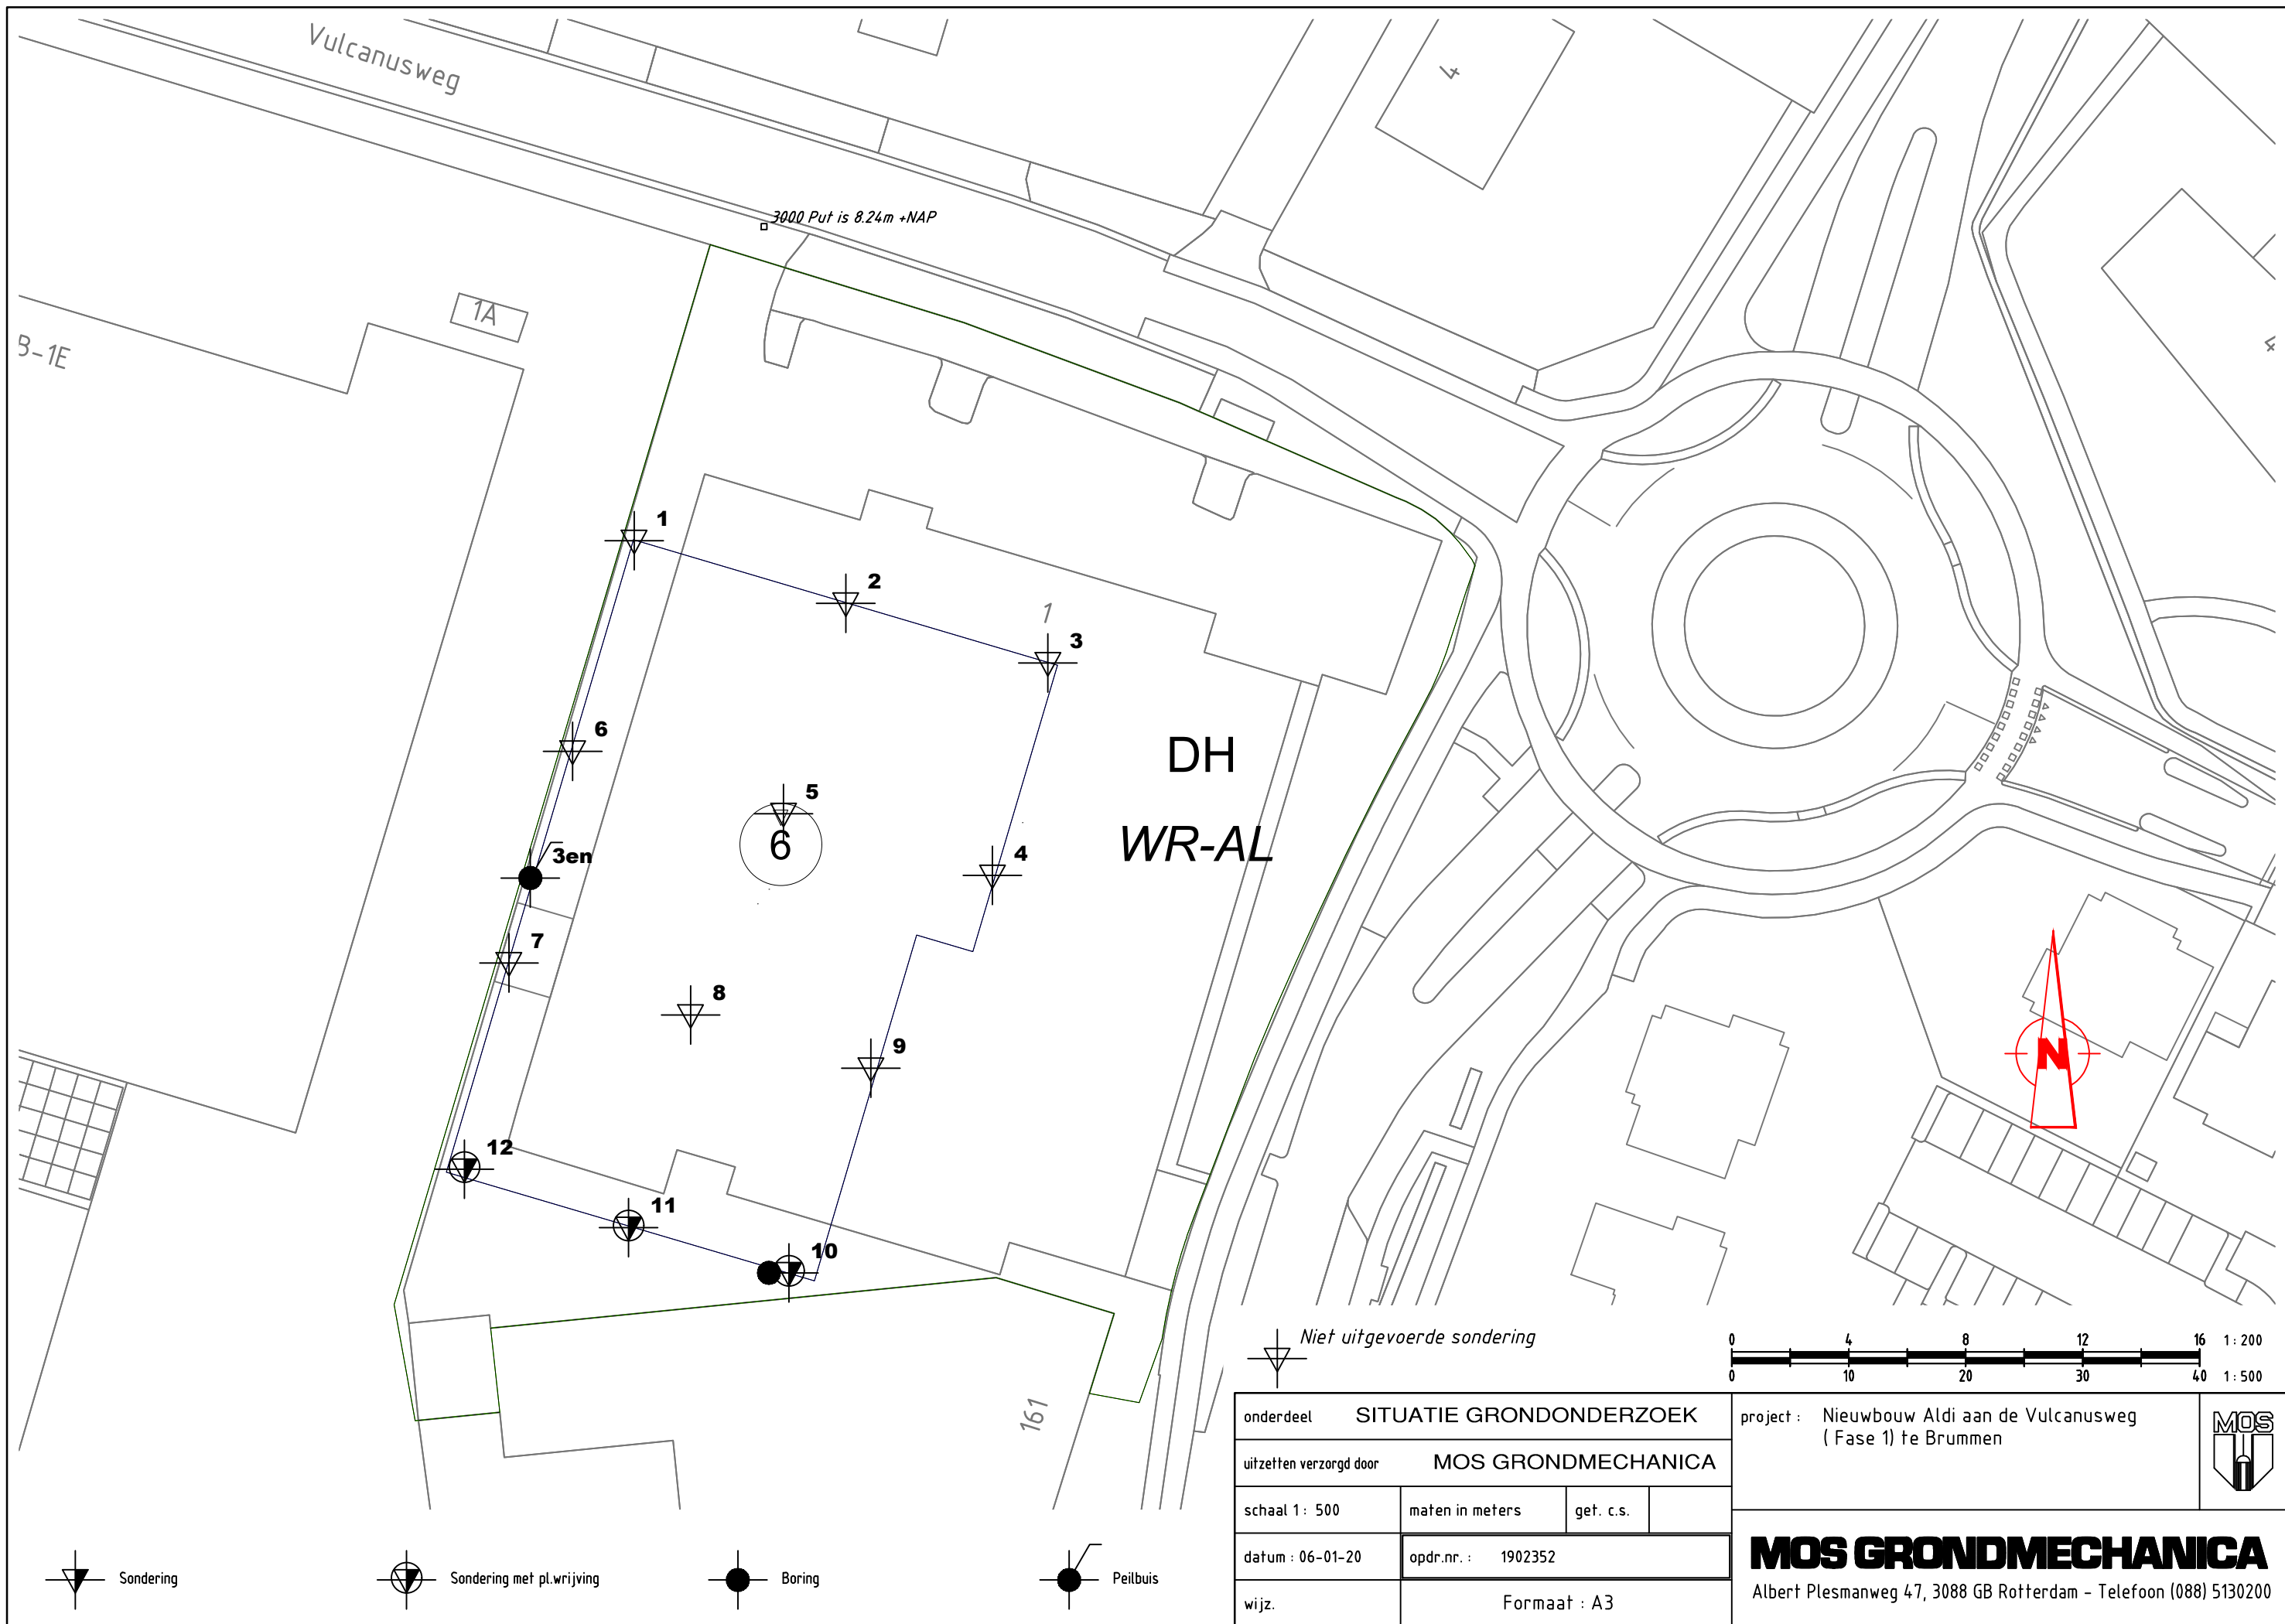 Vulcanusweg
4
3000 Put is 8.24m +NAP
1A
B-1E
4
1
2
1
3
6
DH
5
6
WR-AL
3en
4
7
8
9
N
12
11
10
Niet uitgevoerde sondering
0 4 8 12 16 1 : 200
0 10 20 30 40 1 : 500
161
onderdeel SITUATIE GRONDONDERZOEK
uitzetten verzorgd door MOS GRONDMECHANICA
schaal 1 : 500 maten in meters get. c.s.
datum : 06-01-20 opdr.nr. : 1902352
wijz. Formaat : A3
project : Nieuwbouw Aldi aan de Vulcanusweg
( Fase 1) te Brummen
MOS
MOS GRONDMECHANICA
Albert Plesmanweg 47, 3088 GB Rotterdam - Telefoon (088) 5130200
Sondering
Sondering met pl.wrijving
Boring
Peilbuis